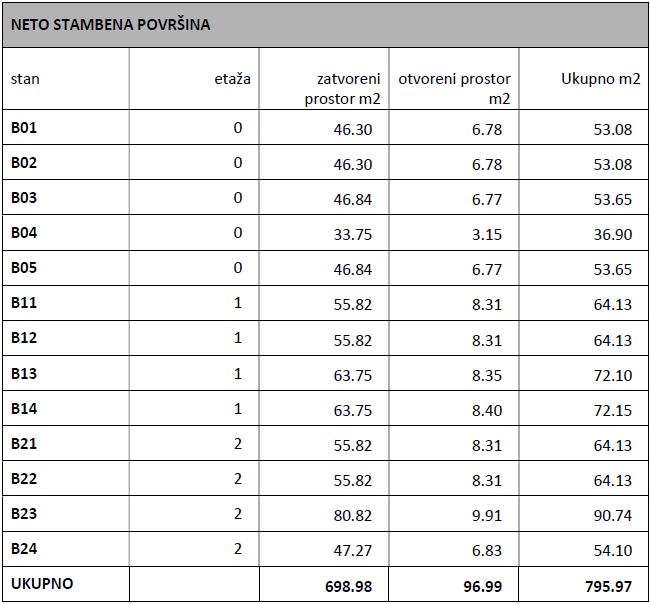 NETO STAMBENA POVRŠINA
stan etaža zatvoreni prostor m2 otvoreni prostor m2 Ukupno m2
B01 0 46.30 6.78 53.08
B02 0 46.30 6.78 53.08
B03 0 46.84 6.77 53.65
B04 0 33.75 3.15 36.90
B05 0 46.84 6.77 53.65
B11 1 55.82 8.31 64.13
B12 1 55.82 8.31 64.13
B13 1 63.75 8.35 72.10
B14 1 63.75 8.40 72.15
B21 2 55.82 8.31 64.13
B22 2 55.82 8.31 64.13
B23 2 80.82 9.91 90.74
B24 2 47.27 6.83 54.10
UKUPNO 698.98 96.99 795.97